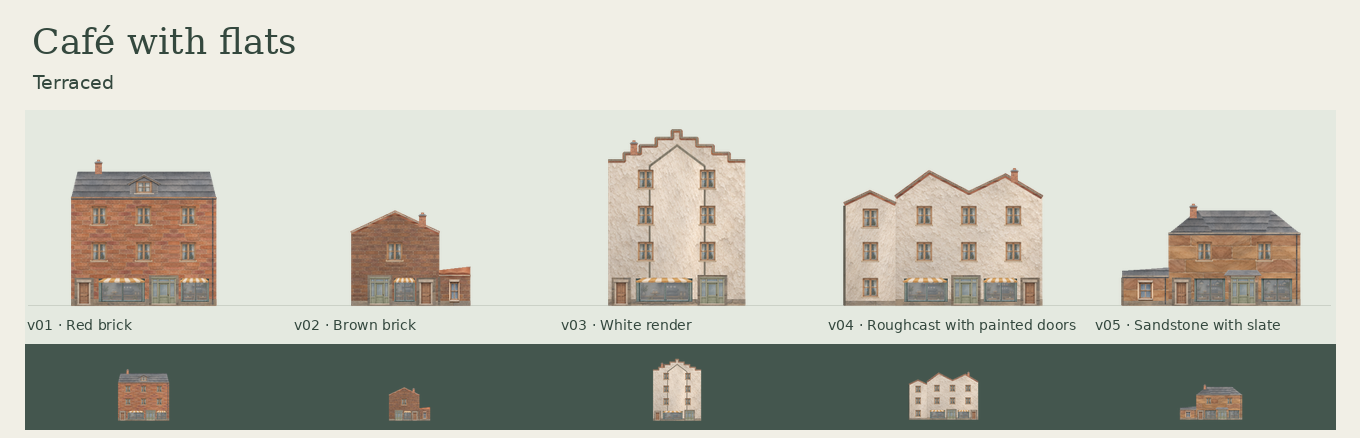 Café with flats
Terraced
v01 · Red brick
v02 · Brown brick
v03 · White render
v04 · Roughcast with painted doors
v05 · Sandstone with slate